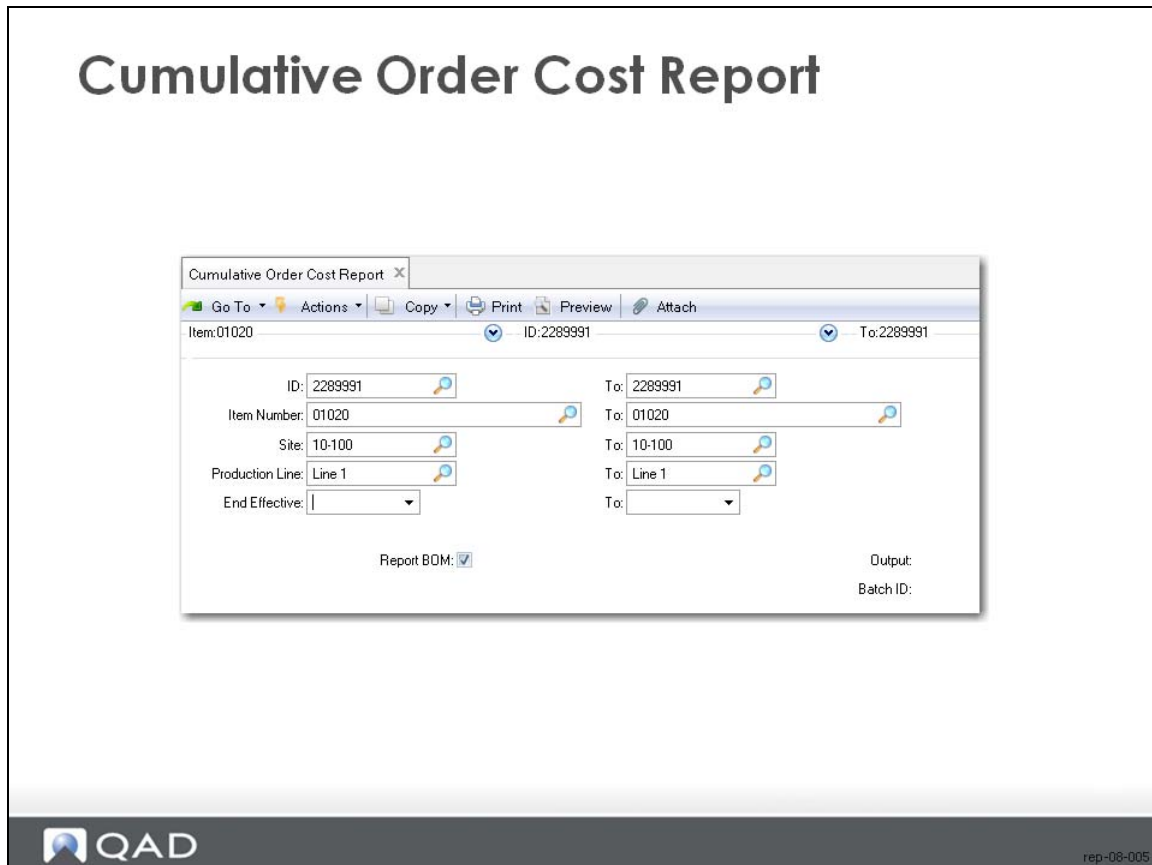 Cumulative Order Cost Report
Cumulative Order Cost Report X
Go To Actions Copy Print Preview Attach
Item:01020 ID:2289991 To:2289991
ID: 2289991 To: 2289991
Item Number: 01020 To: 01020
Site: 10-100 To: 10-100
Production Line: Line 1 To: Line 1
End Effective: To:
Report BOM: Output:
Batch ID:
QAD
rep-08-005